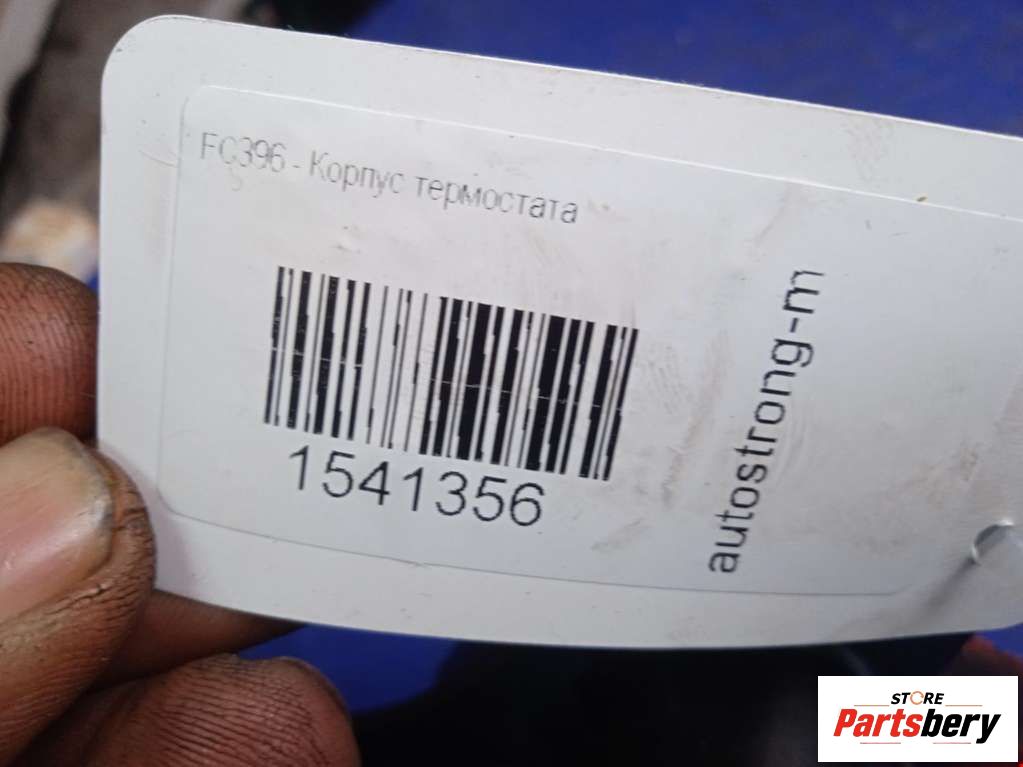 FC396 - Корпус термостата
1541356
autostrong-m
STORE
Partsbery